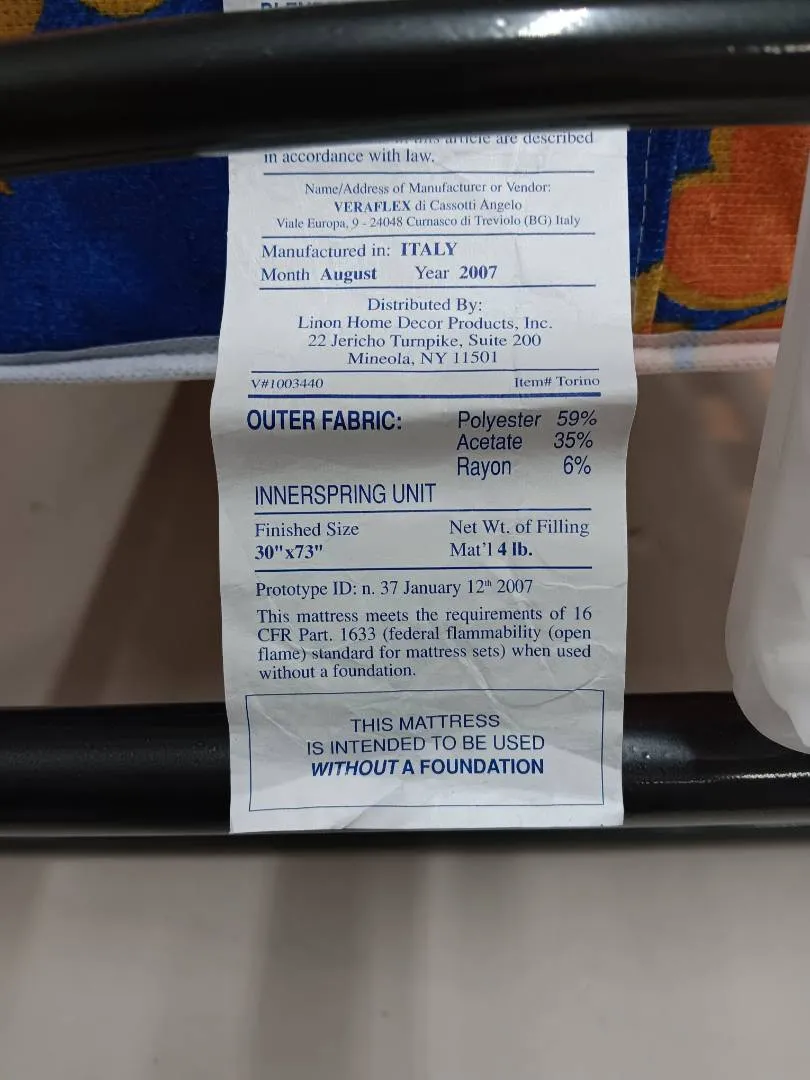 article are described
in accordance with law.
Name/Address of Manufacturer or Vendor:
VERAFLEX di Cassotti Angelo
Viale Europa, 9 - 24048 Curnasco di Treviolo (BG) Italy
Manufactured in: ITALY
Month August Year 2007
Distributed By:
Linon Home Decor Products, Inc.
22 Jericho Turnpike, Suite 200
Mineola, NY 11501
V#1003440 Item# Torino
OUTER FABRIC: Polyester 59%
Acetate 35%
Rayon 6%
INNERSPRING UNIT
Finished Size Net Wt. of Filling
30"x73" Mat'l 4 lb.
Prototype ID: n. 37 January 12th 2007
This mattress meets the requirements of 16
CFR Part. 1633 (federal flammability (open
flame) standard for mattress sets) when used
without a foundation.
THIS MATTRESS
IS INTENDED TO BE USED
WITHOUT A FOUNDATION